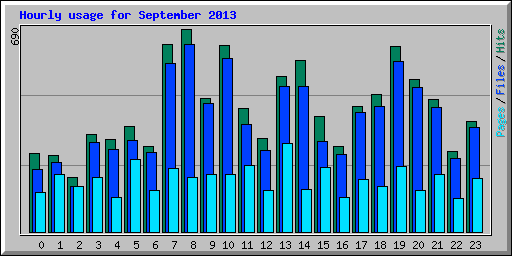 Hourly usage for September 2013
690
Pages/Files/Hits
0 1 2 3 4 5 6 7 8 9 10 11 12 13 14 15 16 17 18 19 20 21 22 23